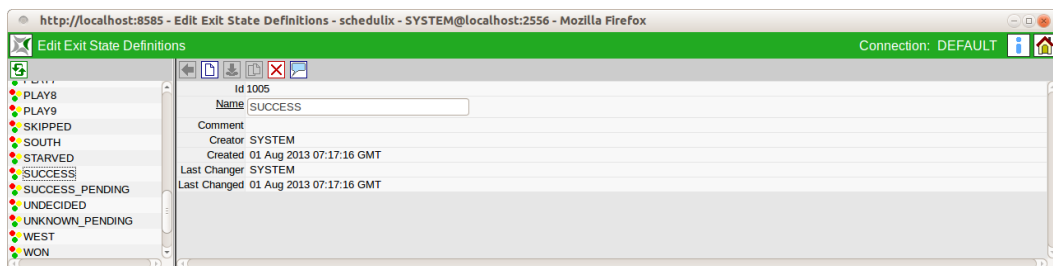 http://localhost:8585 - Edit Exit State Definitions - schedulix - SYSTEM@localhost:2556 - Mozilla Firefox
Edit Exit State Definitions
Connection: DEFAULT
PLAY8
PLAY9
SKIPPED
SOUTH
STARVED
SUCCESS
SUCCESS_PENDING
UNDECIDED
UNKNOWN_PENDING
WEST
WON
Id 1005
Name SUCCESS
Comment
Creator SYSTEM
Created 01 Aug 2013 07:17:16 GMT
Last Changer SYSTEM
Last Changed 01 Aug 2013 07:17:16 GMT